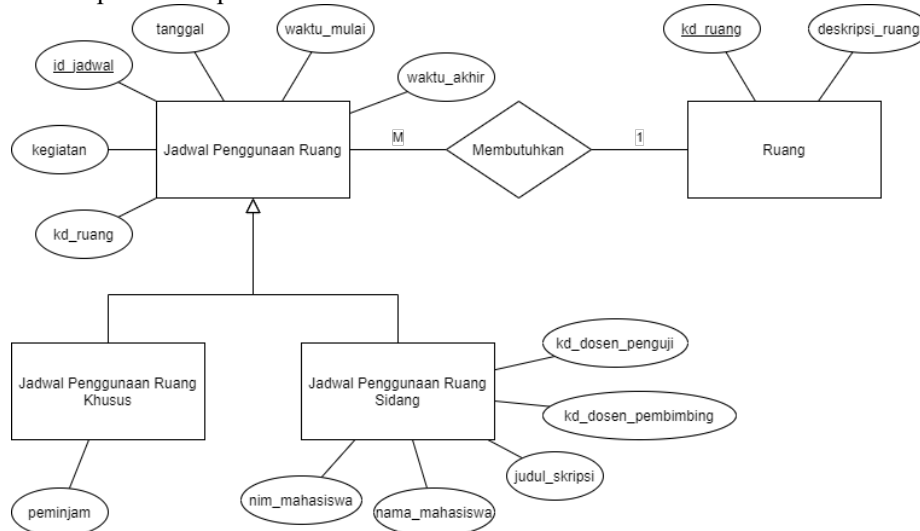 tanggal
waktu_mulai
kd_ruang
deskripsi_ruang
id_jadwal
waktu_akhir
kegiatan
Jadwal Penggunaan Ruang
M
Membutuhkan
1
Ruang
kd_ruang
kd_dosen_penguji
Jadwal Penggunaan Ruang
Khusus
Jadwal Penggunaan Ruang
Sidang
kd_dosen_pembimbing
judul_skripsi
peminjam
nim_mahasiswa
nama_mahasiswa